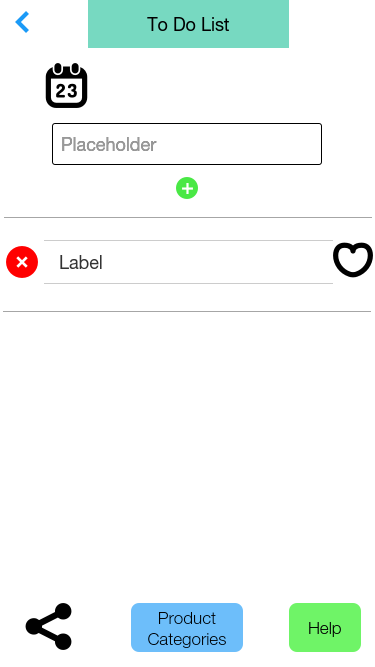 To Do List
23
Placeholder
Label
Product
Categories
Help